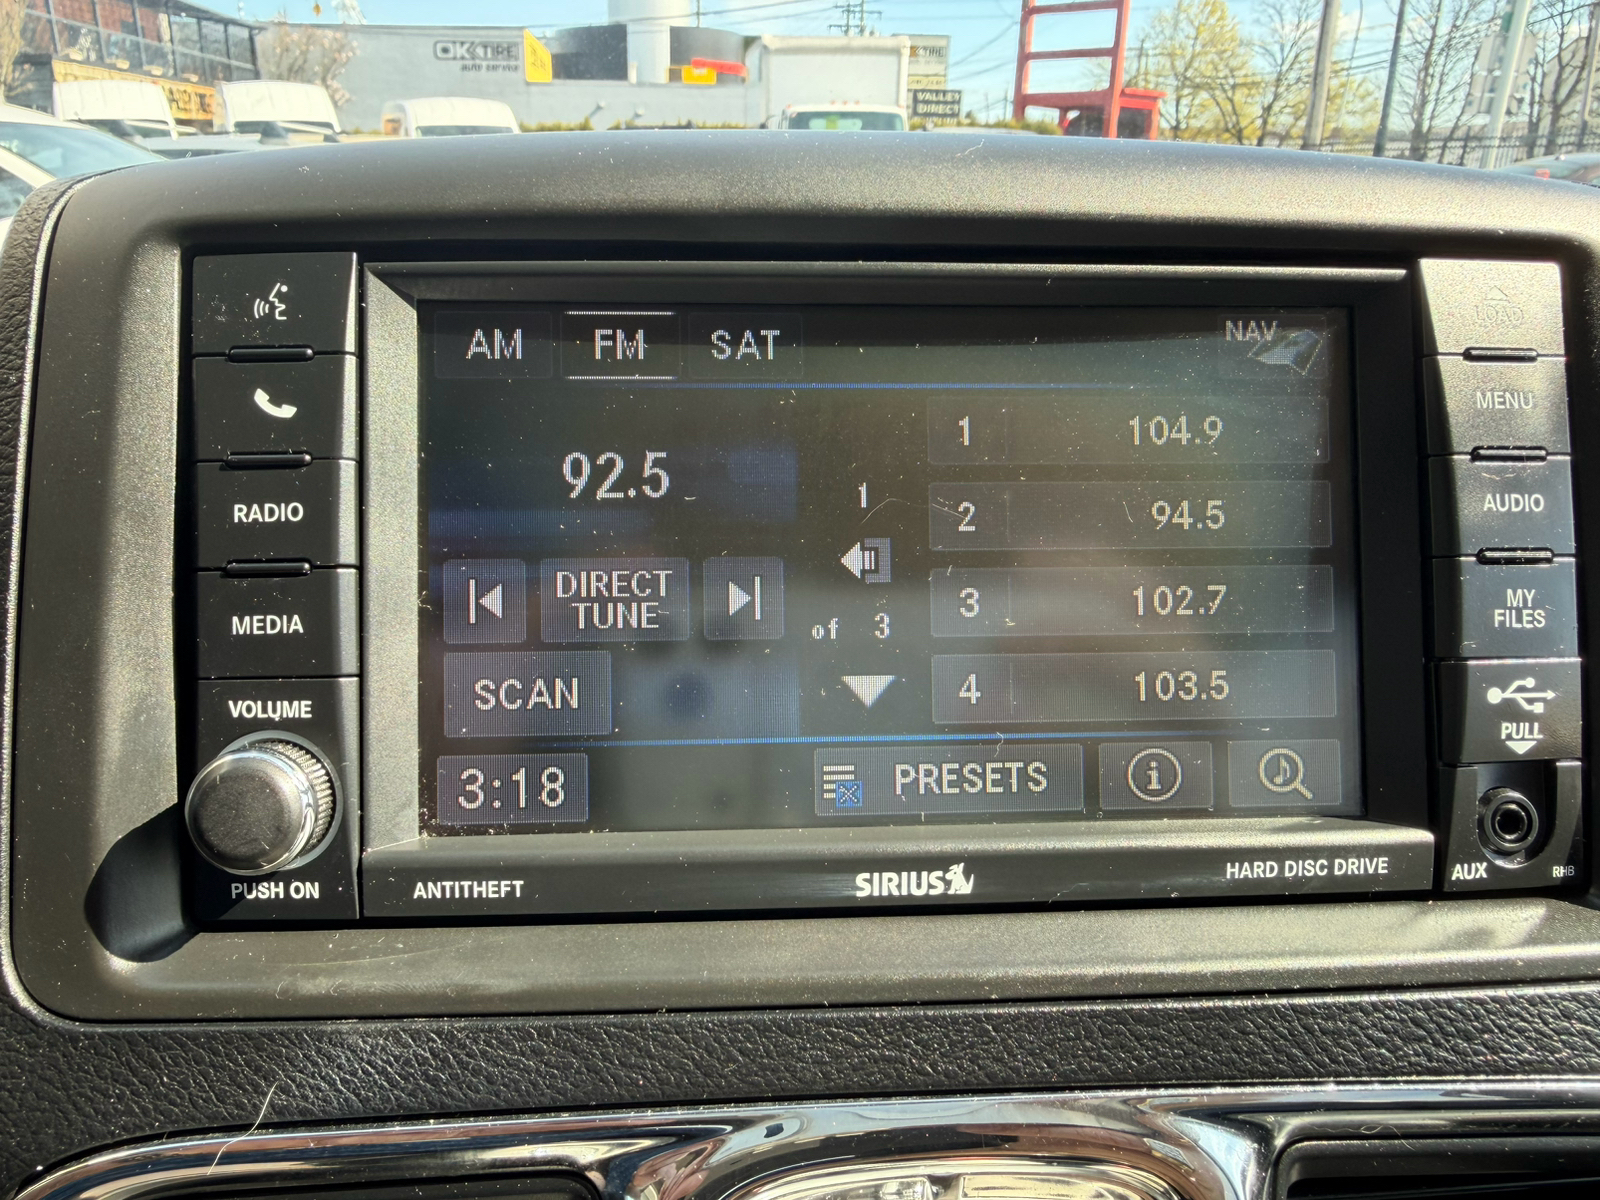 OK TIRE
auto service
VALLEY
DIRECT
LOAD
AM FM SAT NAV
MENU
1 104.9
92.5
RADIO
1
2 94.5
AUDIO
DIRECT
TUNE
3 102.7
MY
FILES
MEDIA
of 3
SCAN
4 103.5
VOLUME
PULL
3:18
PRESETS
i
PUSH ON
ANTITHEFT
SIRIUS
HARD DISC DRIVE
AUX
RHB